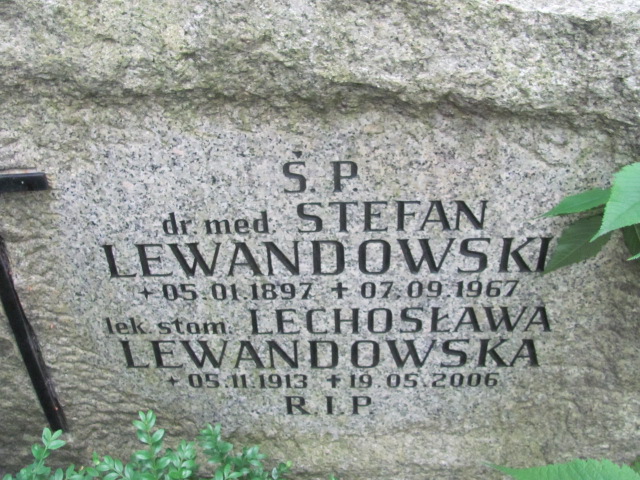 Ś. P.
dr. med. STEFAN
LEWANDOWSKI
+ 05.01.1897 ✝ 07.09.1967
lek. stom. LECHOSŁAWA
LEWANDOWSKA
+ 05.11.1913 ✝ 19.05.2006
R.I.P.